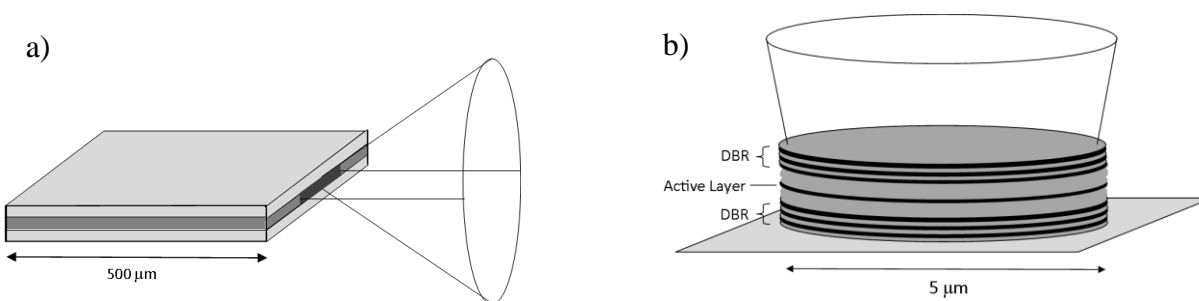 a)
500 μm
b)
DBR
Active Layer
DBR
5 μm